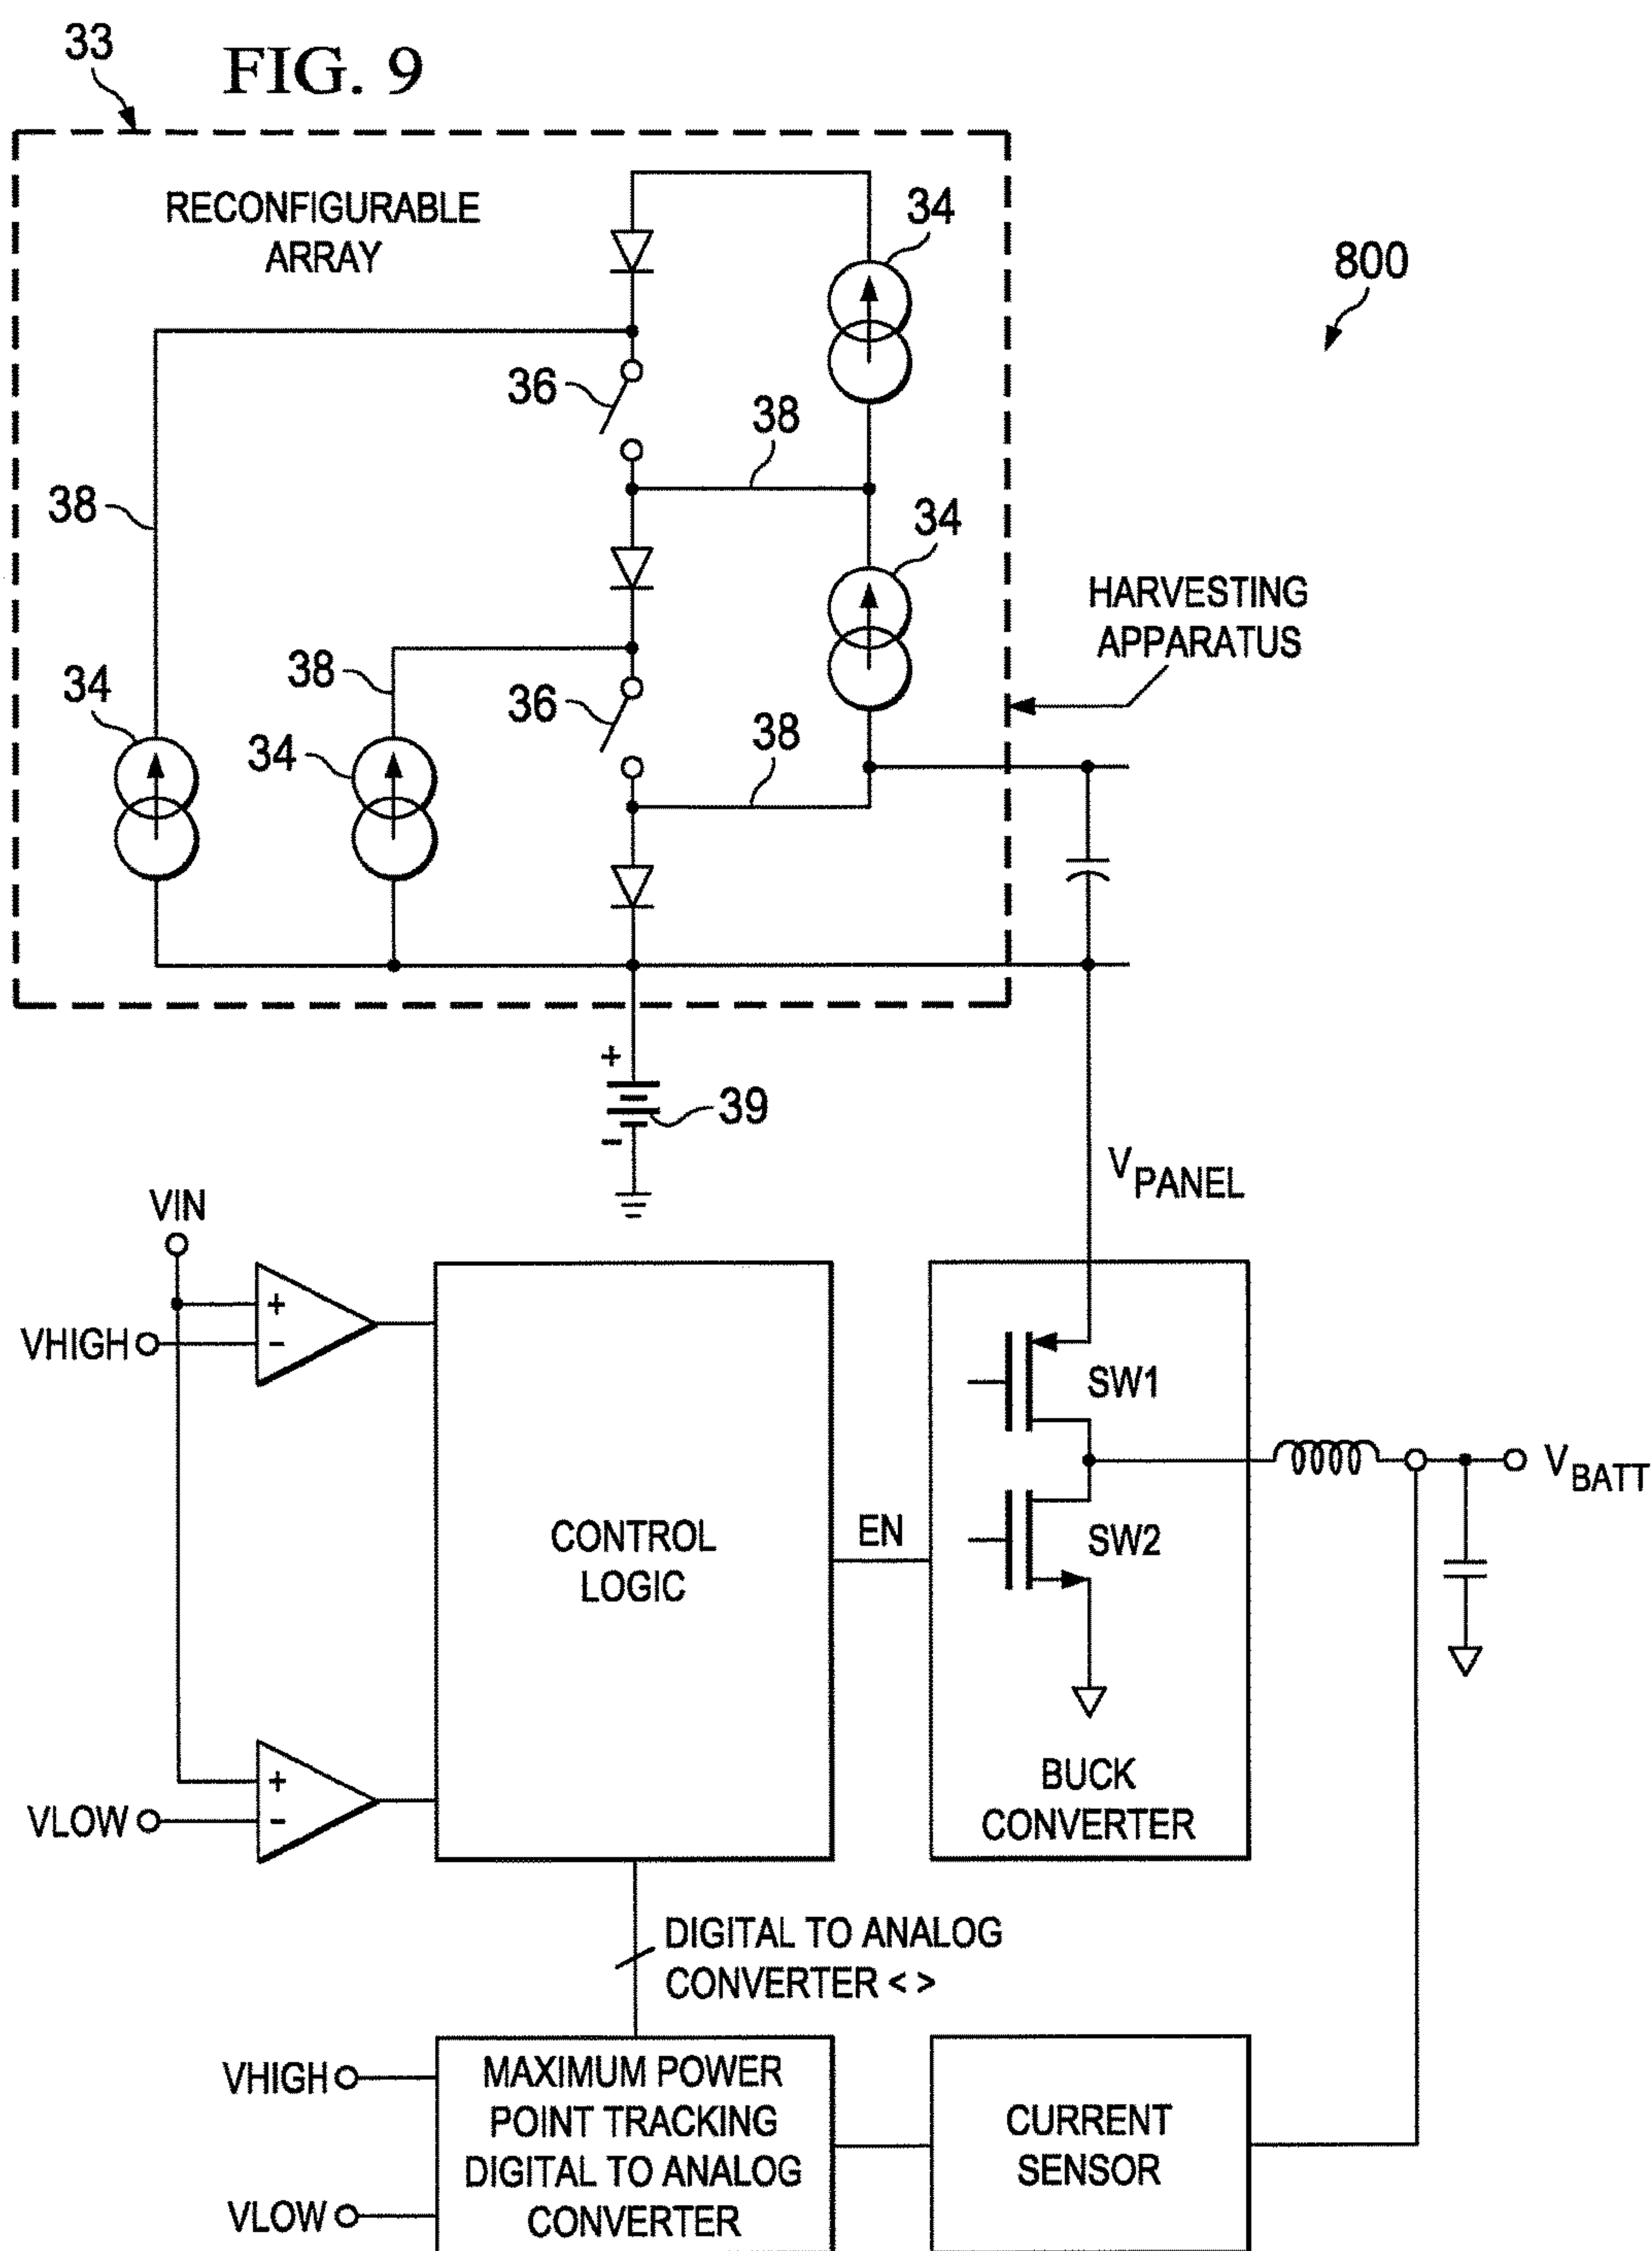 33
FIG. 9
RECONFIGURABLE
ARRAY
34
800
36
38
38
34
HARVESTING
APPARATUS
38
34
34
36
38
+
39
-
V PANEL
VIN
+
VHIGH
-
SW1
V BATT
CONTROL
LOGIC
EN
SW2
+
VLOW
-
BUCK
CONVERTER
DIGITAL TO ANALOG
CONVERTER < >
VHIGH
MAXIMUM POWER
POINT TRACKING
DIGITAL TO ANALOG
CONVERTER
CURRENT
SENSOR
VLOW